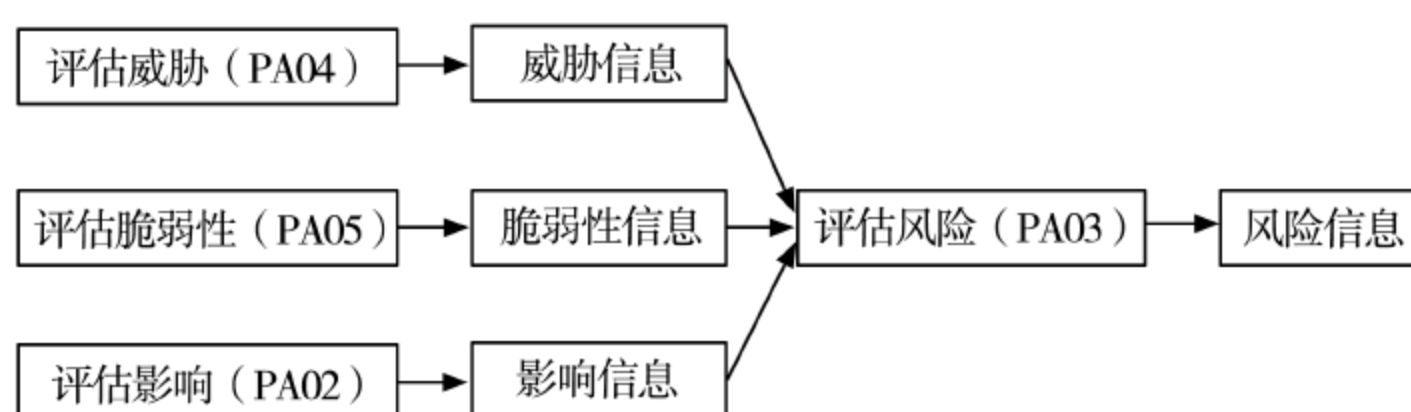 评估威胁（PA04）
威胁信息
评估脆弱性（PA05）
脆弱性信息
评估风险（PA03）
风险信息
评估影响（PA02）
影响信息